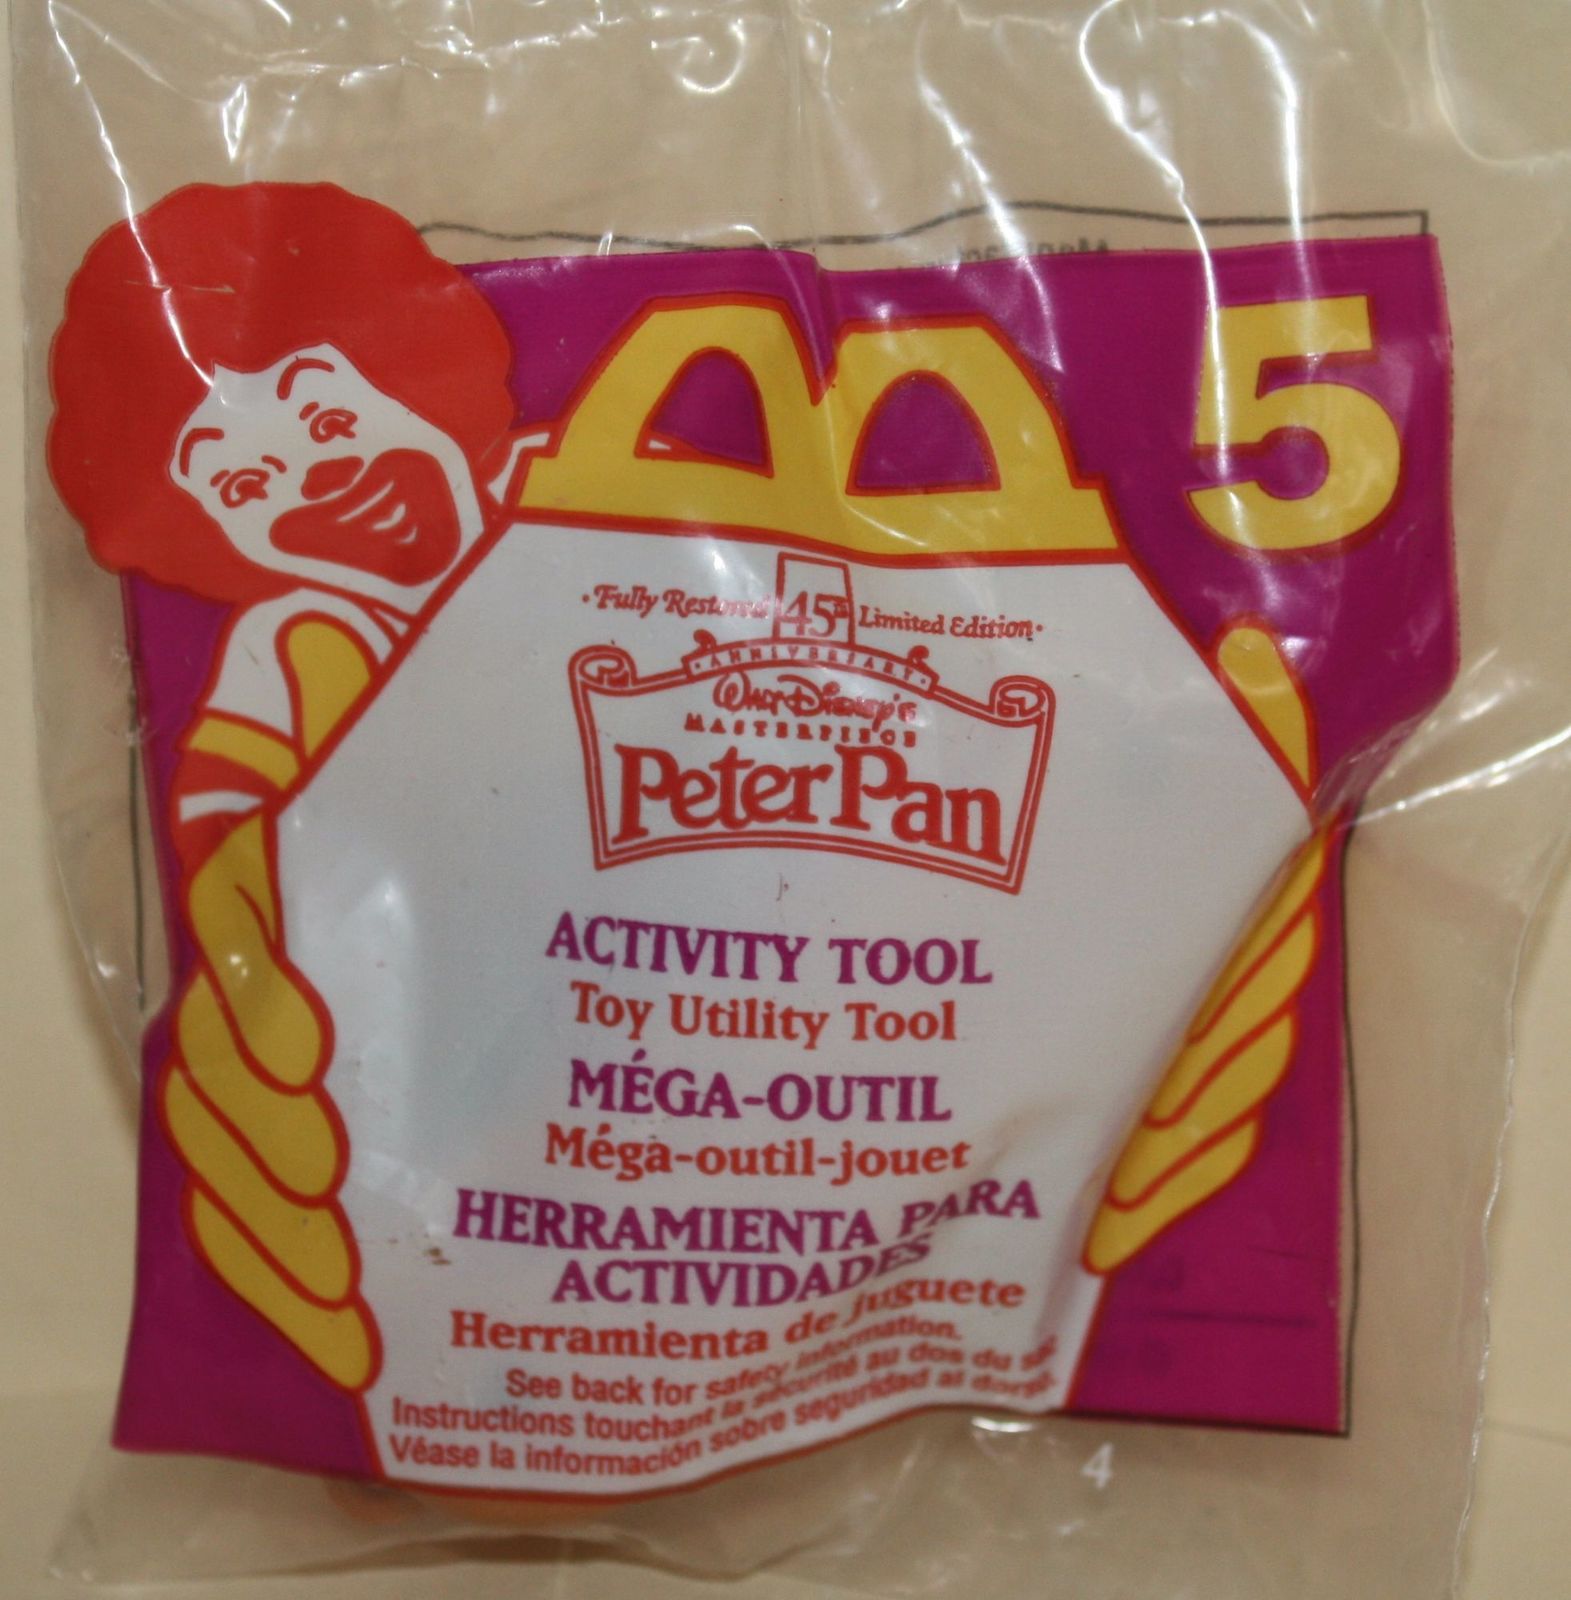 5
·Fully Restored 45th Limited Edition·
·ANNIVERSARY·
Walt Disney's
MASTERPIECE
Peter Pan
ACTIVITY TOOL
Toy Utility Tool
MÉGA-OUTIL
Méga-outil-jouet
HERRAMIENTA PARA
ACTIVIDADES
Herramienta de juguete
See back for safety information.
Instructions touchant la sécurité au dos du
Véase la información sobre seguridad al dorso.
4